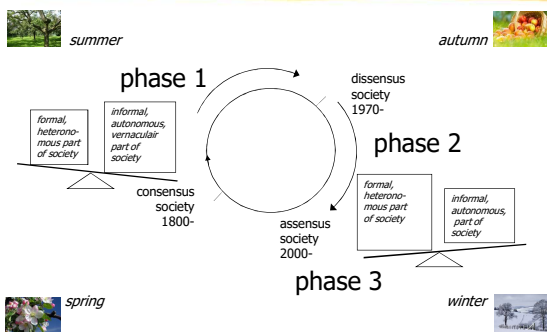 summer
autumn
phase 1
dissensus
society
1970-
formal,
heterono-
mous part
of society
informal,
autonomous,
vernaculair
part of
society
phase 2
consensus
society
1800-
formal,
heterono-
mous part
of society
informal,
autonomous,
part of
society
assensus
society
2000-
phase 3
spring
winter